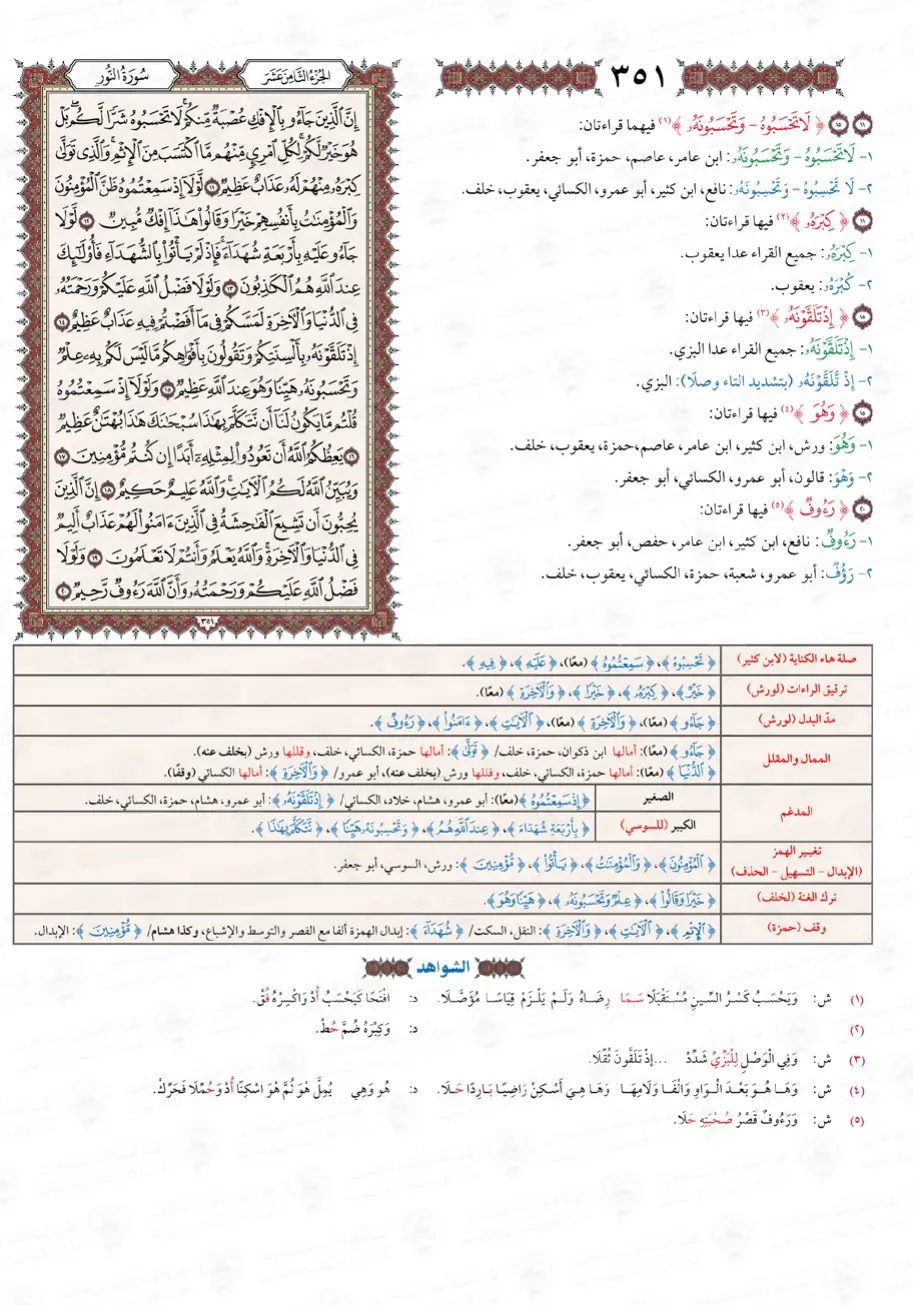 ٣٥١
١١ ١٥ ﴿ لَا تَحْسَبُوهُ - وَتَحْسَبُونَهُۥ ﴾(١) فيهما قراءتان:
١- لَا تَحْسَبُوهُ - وَتَحْسَبُونَهُۥ: ابن عامر، عاصم، حمزة، أبو جعفر.
٢- لَا تَحْسِبُوهُ - وَتَحْسِبُونَهُۥ: نافع، ابن كثير، أبو عمرو، الكسائي، يعقوب، خلف.
١١ ﴿ كِبْرَهُۥ ﴾(٢) فيها قراءتان:
١- كِبْرَهُۥ: جميع القراء عدا يعقوب.
٢- كُبْرَهُۥ: يعقوب.
١٥ ﴿ إِذْ تَلَقَّوْنَهُۥ ﴾(٣) فيها قراءتان:
١- إِذْ تَلَقَّوْنَهُۥ: جميع القراء عدا البزي.
٢- إِذ تَّلَقَّوْنَهُۥ (بتشديد التاء وصلًا): البزي.
١٥ ﴿ وَهُوَ ﴾(٤) فيها قراءتان:
١- وَهُوَ: ورش، ابن كثير، ابن عامر، عاصم،حمزة، يعقوب، خلف.
٢- وَهْوَ: قالون، أبو عمرو، الكسائي، أبو جعفر.
٢٠ ﴿ رَءُوفٌ ﴾(٥) فيها قراءتان:
١- رَءُوفٌ: نافع، ابن كثير، ابن عامر، حفص، أبو جعفر.
٢- رَؤُفٌ: أبو عمرو، شعبة، حمزة، الكسائي، يعقوب، خلف.
الجُزْءُ الثَّامِنَ عَشَرَ سُورَةُ النُّورِ
إِنَّ ٱلَّذِينَ جَآءُو بِٱلْإِفْكِ عُصْبَةٌ مِّنكُمْ ۚ لَا تَحْسَبُوهُ شَرًّا لَّكُم ۖ بَلْ
هُوَ خَيْرٌ لَّكُمْ ۚ لِكُلِّ ٱمْرِئٍ مِّنْهُم مَّا ٱكْتَسَبَ مِنَ ٱلْإِثْمِ ۚ وَٱلَّذِى تَوَلَّىٰ
كِبْرَهُۥ مِنْهُمْ لَهُۥ عَذَابٌ عَظِيمٌ ١١ لَّوْلَآ إِذْ سَمِعْتُمُوهُ ظَنَّ ٱلْمُؤْمِنُونَ
وَٱلْمُؤْمِنَـٰتُ بِأَنفُسِهِمْ خَيْرًا وَقَالُوا۟ هَـٰذَآ إِفْكٌ مُّبِينٌ ١٢ لَّوْلَا
جَآءُو عَلَيْهِ بِأَرْبَعَةِ شُهَدَآءَ ۚ فَإِذْ لَمْ يَأْتُوا۟ بِٱلشُّهَدَآءِ فَأُو۟لَـٰٓئِكَ
عِندَ ٱللَّهِ هُمُ ٱلْكَـٰذِبُونَ ١٣ وَلَوْلَا فَضْلُ ٱللَّهِ عَلَيْكُمْ وَرَحْمَتُهُۥ
فِى ٱلدُّنْيَا وَٱلْـَٔاخِرَةِ لَمَسَّكُمْ فِى مَآ أَفَضْتُمْ فِيهِ عَذَابٌ عَظِيمٌ ١٤
إِذْ تَلَقَّوْنَهُۥ بِأَلْسِنَتِكُمْ وَتَقُولُونَ بِأَفْوَاهِكُم مَّا لَيْسَ لَكُم بِهِۦ عِلْمٌ
وَتَحْسَبُونَهُۥ هَيِّنًا وَهُوَ عِندَ ٱللَّهِ عَظِيمٌ ١٥ وَلَوْلَآ إِذْ سَمِعْتُمُوهُ
قُلْتُم مَّا يَكُونُ لَنَآ أَن نَّتَكَلَّمَ بِهَـٰذَا سُبْحَـٰنَكَ هَـٰذَا بُهْتَـٰنٌ عَظِيمٌ
١٦ يَعِظُكُمُ ٱللَّهُ أَن تَعُودُوا۟ لِمِثْلِهِۦٓ أَبَدًا إِن كُنتُم مُّؤْمِنِينَ ١٧
وَيُبَيِّنُ ٱللَّهُ لَكُمُ ٱلْـَٔايَـٰتِ ۚ وَٱللَّهُ عَلِيمٌ حَكِيمٌ ١٨ إِنَّ ٱلَّذِينَ
يُحِبُّونَ أَن تَشِيعَ ٱلْفَـٰحِشَةُ فِى ٱلَّذِينَ ءَامَنُوا۟ لَهُمْ عَذَابٌ أَلِيمٌ
فِى ٱلدُّنْيَا وَٱلْـَٔاخِرَةِ ۚ وَٱللَّهُ يَعْلَمُ وَأَنتُمْ لَا تَعْلَمُونَ ١٩ وَلَوْلَا
فَضْلُ ٱللَّهِ عَلَيْكُمْ وَرَحْمَتُهُۥ وَأَنَّ ٱللَّهَ رَءُوفٌ رَّحِيمٌ ٢٠
٣٥١
صلة هاء الكناية (لابن كثير) ﴿ تَحْسِبُوهُ ﴾، ﴿ سَمِعْتُمُوهُ ﴾ (معًا)، ﴿ عَلَيْهِ ﴾، ﴿ فِيهِ ﴾.
ترقيق الراءات (لورش) ﴿ خَيْرٌ ﴾، ﴿ كِبْرَهُۥ ﴾، ﴿ خَيْرًا ﴾، ﴿ وَٱلْـَٔاخِرَةِ ﴾ (معًا).
مدّ البدل (لورش) ﴿ جَآءُو ﴾ (معًا)، ﴿ وَٱلْـَٔاخِرَةِ ﴾ (معًا)، ﴿ ٱلْـَٔايَـٰتِ ﴾، ﴿ ءَامَنُوا۟ ﴾، ﴿ رَءُوفٌ ﴾.
الممال والمقلل ﴿ جَآءُو ﴾ (معًا): أمالها ابن ذكوان، حمزة، خلف/ ﴿ تَوَلَّىٰ ﴾: أمالها حمزة، الكسائي، خلف، وقللها ورش (بخلف عنه).
﴿ ٱلدُّنْيَا ﴾ (معًا): أمالها حمزة، الكسائي، خلف، وقللها ورش (بخلف عنه)، أبو عمرو/ ﴿ وَٱلْـَٔاخِرَةِ ﴾: أمالها الكسائي (وقفًا).
المدغم الصغير ﴿ إِذْ سَمِعْتُمُوهُ ﴾(معًا): أبو عمرو، هشام، خلاد، الكسائي/ ﴿ إِذْ تَلَقَّوْنَهُۥ ﴾: أبو عمرو، هشام، حمزة، الكسائي، خلف.
الكبير (للسوسي) ﴿ بِأَرْبَعَةِ شُهَدَآءَ ﴾، ﴿ عِندَ ٱللَّهِ هُمُ ﴾، ﴿ وَتَحْسِبُونَهُۥ هَيِّنًا ﴾، ﴿ نَّتَكَلَّمَ بِهَـٰذَا ﴾.
تغيير الهمز
(الإبدال - التسهيل - الحذف) ﴿ ٱلْمُؤْمِنُونَ ﴾، ﴿ وَٱلْمُؤْمِنَـٰتُ ﴾، ﴿ يَأْتُوا۟ ﴾، ﴿ مُّؤْمِنِينَ ﴾: ورش، السوسي، أبو جعفر.
ترك الغنة (لخلف) ﴿ خَيْرًا وَقَالُوا۟ ﴾، ﴿ عِلْمٌ وَتَحْسَبُونَهُۥ ﴾، ﴿ هَيِّنًا وَهُوَ ﴾.
وقف (حمزة) ﴿ ٱلْإِثْمِ ﴾، ﴿ ٱلْـَٔايَـٰتِ ﴾، ﴿ وَٱلْـَٔاخِرَةِ ﴾: النقل، السكت/ ﴿ شُهَدَآءَ ﴾: إبدال الهمزة ألفا مع القصر والتوسط والإشباع، وكذا هشام/ ﴿ مُّؤْمِنِينَ ﴾: الإبدال.
الشواهد
(١) ش: وَيَحْسَبُ كَسْرُ السِّينِ مُسْتَقْبَلًا سَمَا رِضَاهُ وَلَمْ يَلْزَمْ قِيَاسًا مُؤَصَّلَا. د: افْتَحًا كَيَحْسَبُ أُدْ وَاكْسِرْهُ فُقْ.
(٢) د: وَكِبْرَهُ ضُمَّ حُطْ.
(٣) ش: وَفِي الْوَصْلِ لِلْبَزِّيِّ شَدِّدْ ...إِذْ تَلَقَّوْنَ ثُقِّلَا.
(٤) ش: وَهَا هُوَ بَعْدَ الْوَاوِ وَالْفَا وَلَامِهَا وَهَا هِيَ أَسْكِنْ رَاضِيًا بَارِدًا حَلَا. د: هُو وَهِي يُمِلَّ هُوَ ثُمَّ هُوَ اسْكِنًا أُدْ وَحُمِّلَا فَحَرِّكْ.
(٥) ش: وَرَءُوفٌ قَصْرُ صُحْبَتِهِ حَلَا.